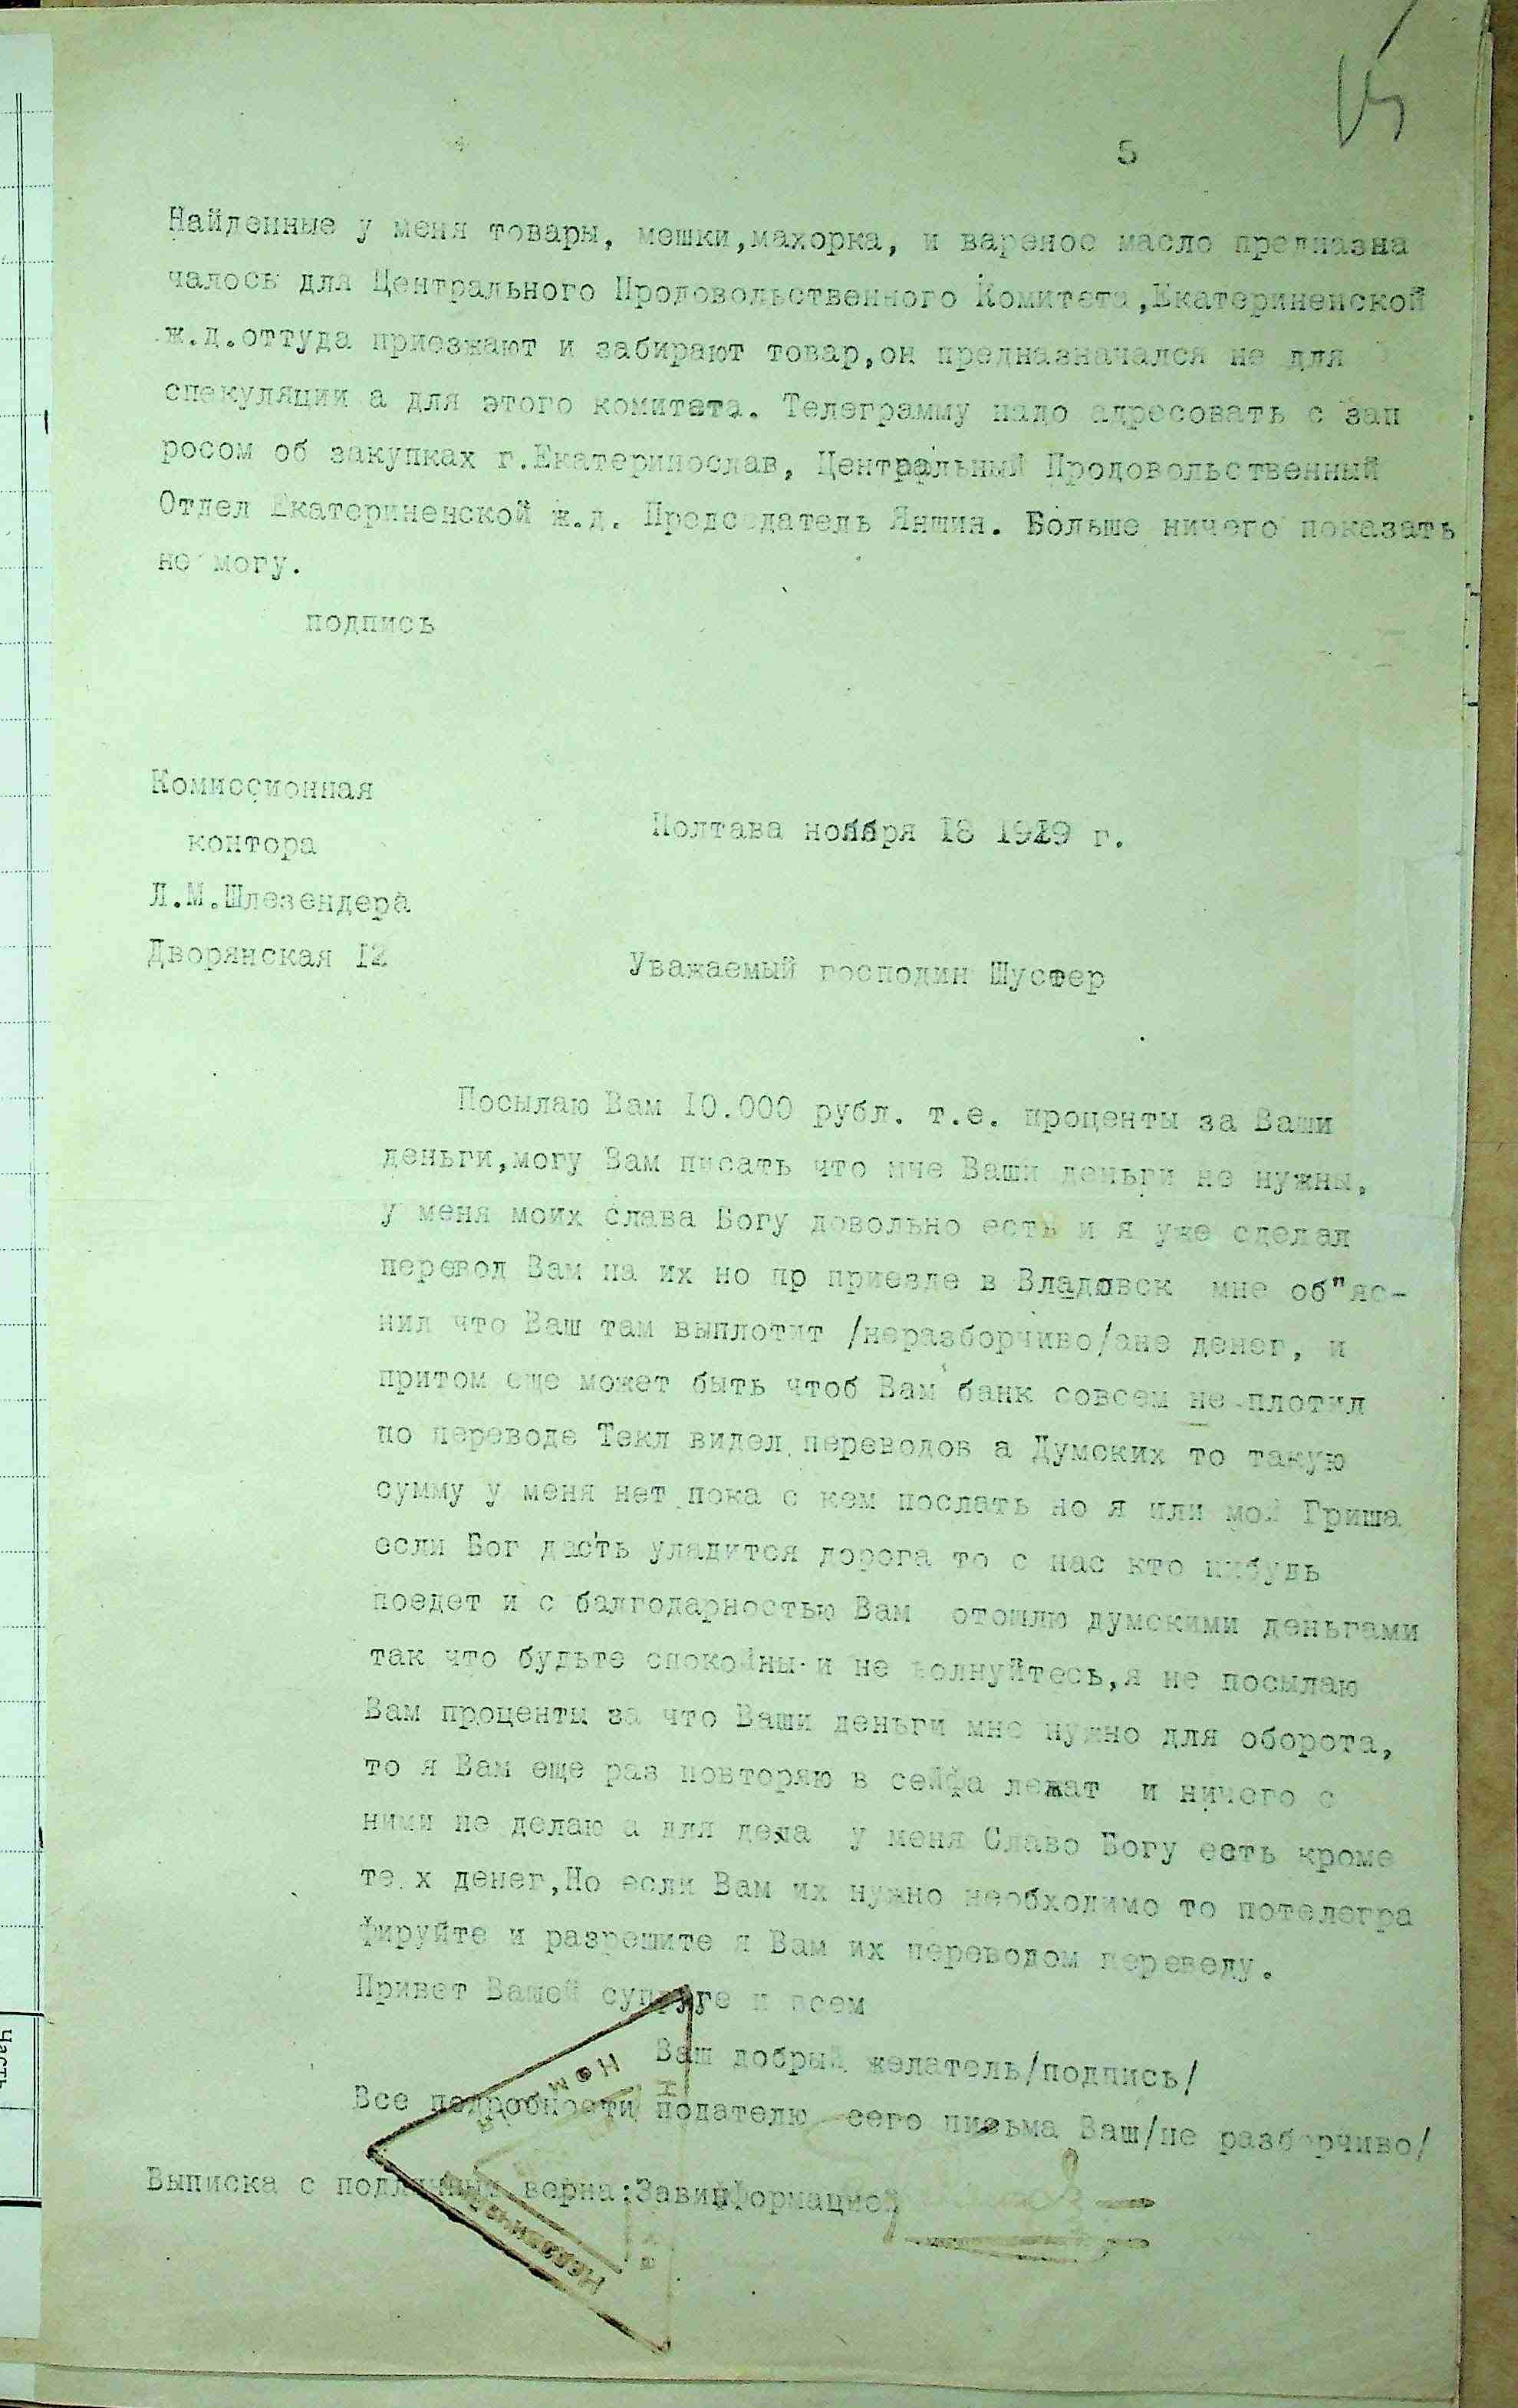 15
5
Найденные у меня товары, мешки,махорка, и вареное масло предназна
чалось для Центрального Продовольственного Комитета,Екатериненской
ж.д.оттуда приезжают и забирают товар,он предназначался не для
спекуляции а для этого комитета. Телеграмму надо адресовать с зап
росом об закупках г.Екатеринослав, Центральный Продовольственный
Отдел Екатериненской ж.д. Председатель Яншин. Больше ничего показать
не могу.
подпись
Комиссионная
контора
Л.М.Шлезендера
Дворянская 12
Полтава ноября 18 1919 г.
Уважаемый господин Шустер
Посылаю Вам 10.000 рубл. т.е. проценты за Ваши
деньги,могу Вам писать что мне Ваши деньги не нужны,
у меня моих слава Богу довольно есть и я уже сделал
перевод Вам на их но пр приезде в Владовск мне об"яс-
нил что Ваш там выплотит /неразборчиво/ане денег, и
притом еще может быть чтоб Вам банк совсем не плотил
по переводе Текл видел переводов а Думских то такую
сумму у меня нет пока с кем послать но я или мой Гриша
если Бог дасть уладится дорога то с нас кто нибудь
поедет и с балгодарностью Вам отошлю думскими деньгами
так что будьте спокойны и не волнуйтесь,я не посылаю
Вам проценты за что Ваши деньги мне нужно для оборота,
то я Вам еще раз повторяю в сейфа лежат и ничего с
ними не делаю а для дела у меня Славо Богу есть кроме
те х денег,Но если Вам их нужно необходимо то потелегра
фируйте и разрешите я Вам их переводом переведу.
Привет Вашей супруге и всем
Ваш добрый желатель/подпись/
Все подробности подателю сего письма Ваш/не разборчиво/
Выписка с подлинным верна:Завинформацией
Часть